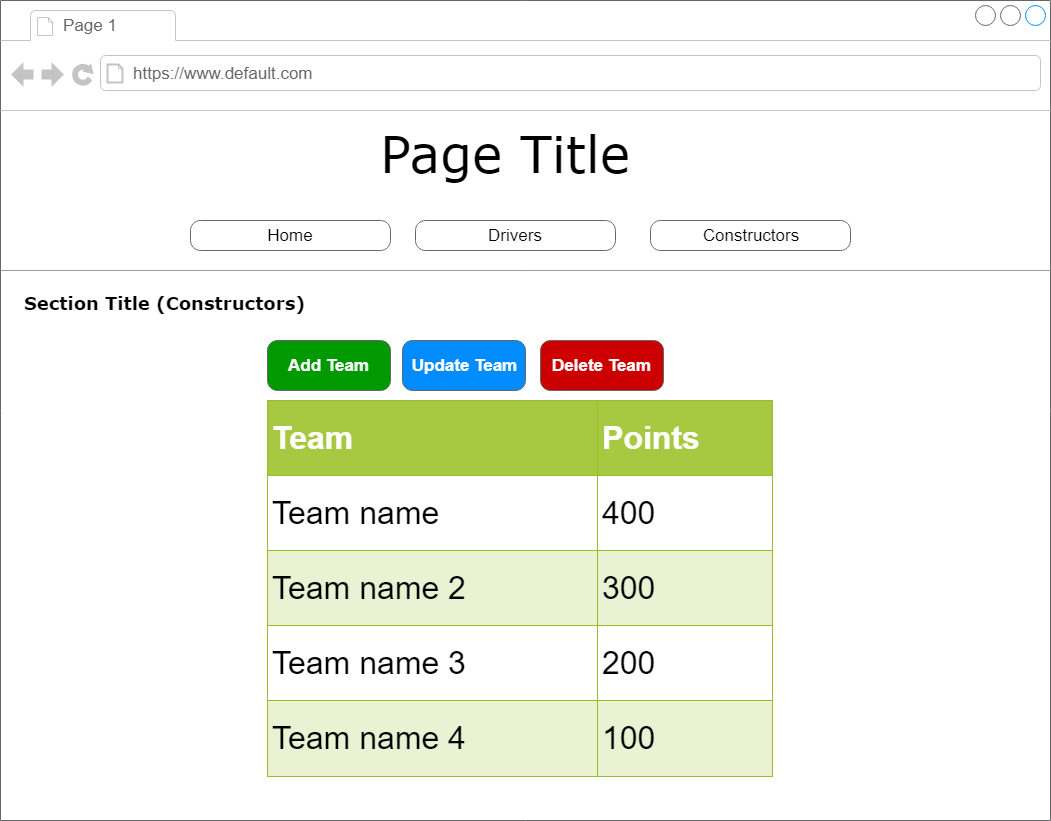 Page 1
https://www.default.com
Page Title
Home Drivers Constructors
Section Title (Constructors)
Add Team Update Team Delete Team
Team Points
Team name 400
Team name 2 300
Team name 3 200
Team name 4 100